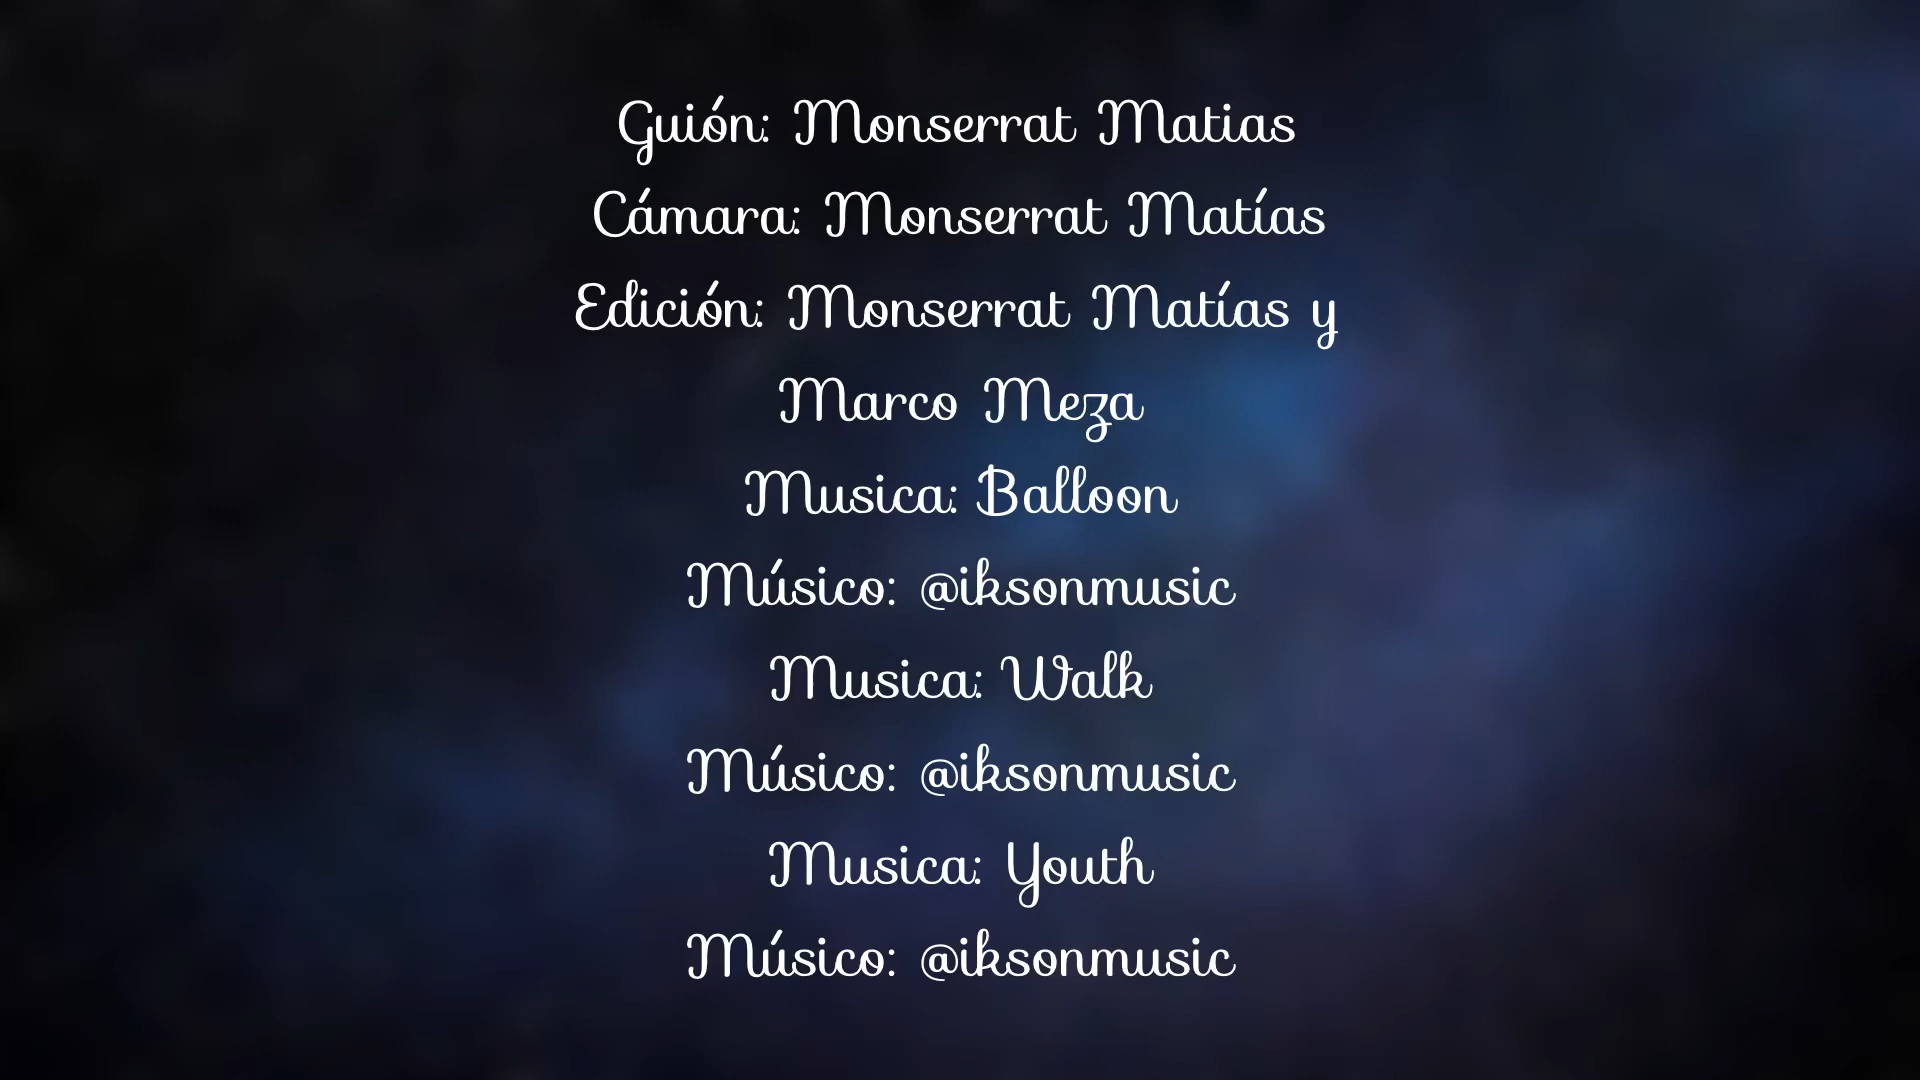 Guión: Monserrat Matias
Cámara: Monserrat Matías
Edición: Monserrat Matías y
Marco Meza
Musica: Balloon
Músico: @iksonmusic
Musica: Walk
Músico: @iksonmusic
Musica: Youth
Músico: @iksonmusic